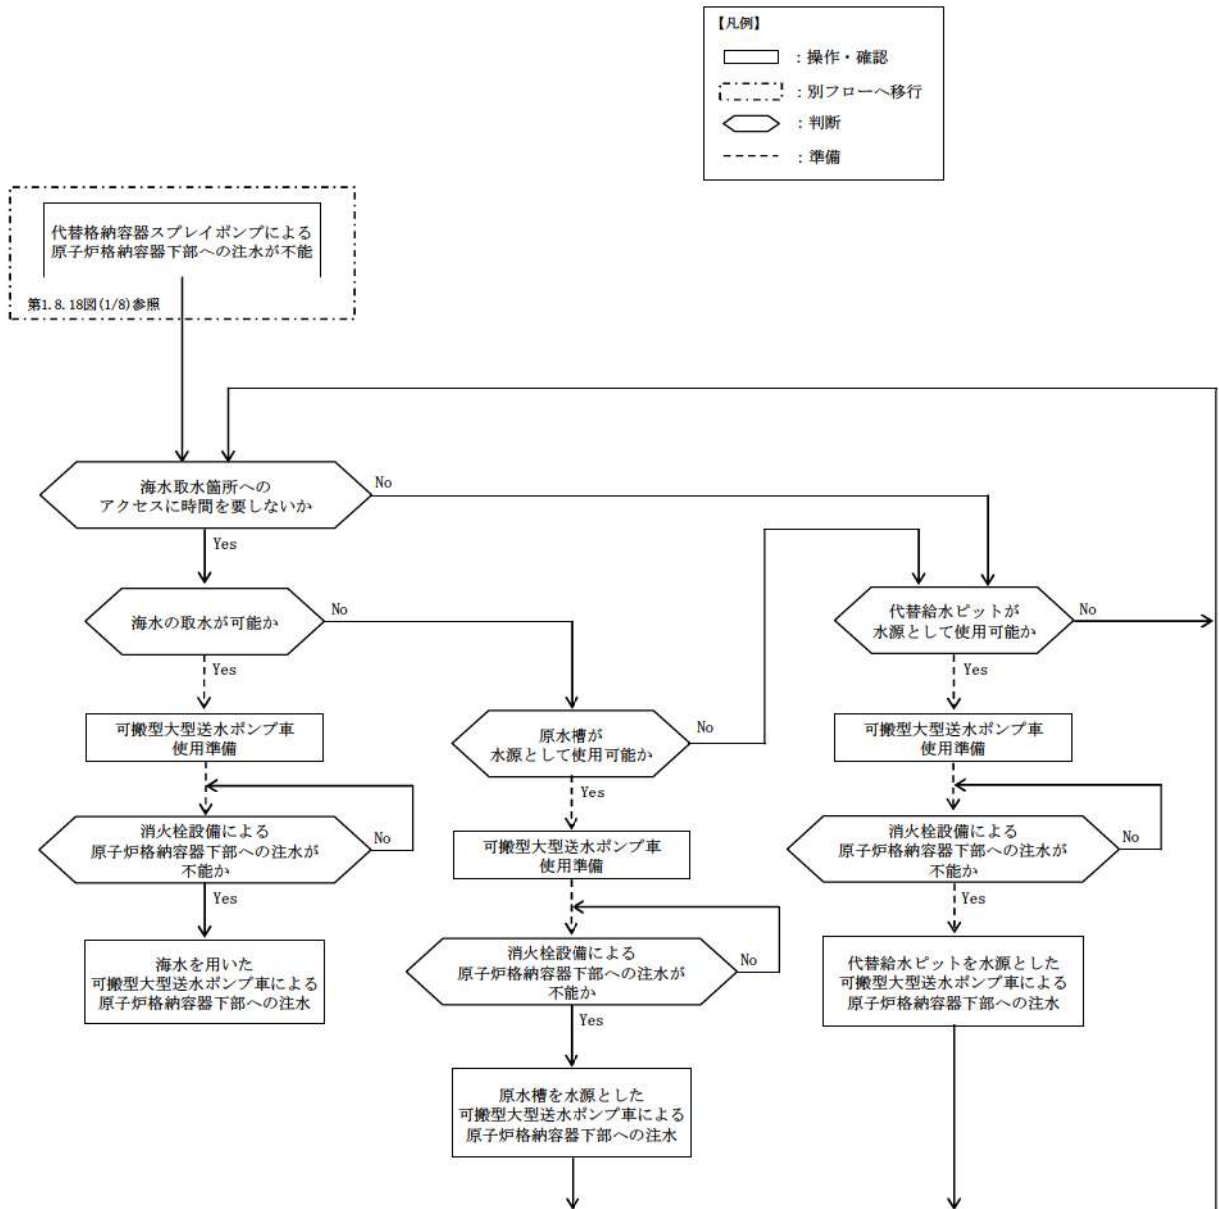 【凡例】
：操作・確認
：別フローへ移行
：判断
：準備
代替格納容器スプレイポンプによる
原子炉格納容器下部への注水が不能
第1.8.18図(1/8)参照
海水取水箇所への
アクセスに時間を要しないか
No
Yes
海水の取水が可能か
No
Yes
代替給水ピットが
水源として使用可能か
No
Yes
可搬型大型送水ポンプ車
使用準備
原水槽が
水源として使用可能か
No
Yes
可搬型大型送水ポンプ車
使用準備
消火栓設備による
原子炉格納容器下部への注水が
不能か
No
Yes
可搬型大型送水ポンプ車
使用準備
消火栓設備による
原子炉格納容器下部への注水が
不能か
No
Yes
海水を用いた
可搬型大型送水ポンプ車による
原子炉格納容器下部への注水
消火栓設備による
原子炉格納容器下部への注水が
不能か
No
Yes
代替給水ピットを水源とした
可搬型大型送水ポンプ車による
原子炉格納容器下部への注水
原水槽を水源とした
可搬型大型送水ポンプ車による
原子炉格納容器下部への注水